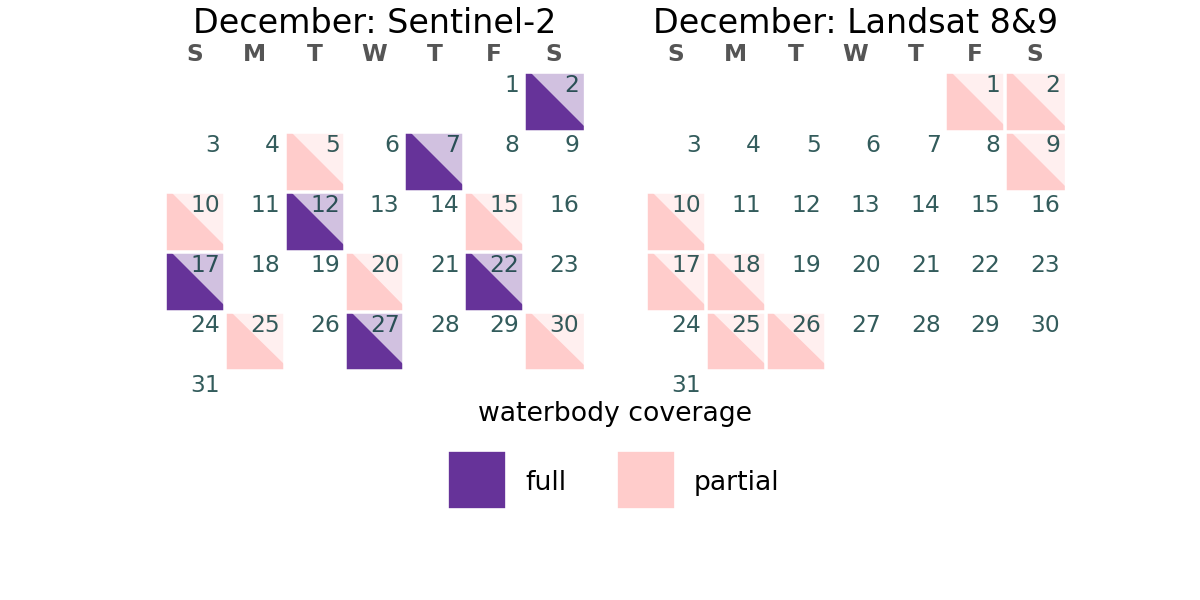 December: Sentinel-2
S M T W T F S
1 2
3 4 5 6 7 8 9
10 11 12 13 14 15 16
17 18 19 20 21 22 23
24 25 26 27 28 29 30
31
December: Landsat 8&9
S M T W T F S
1 2
3 4 5 6 7 8 9
10 11 12 13 14 15 16
17 18 19 20 21 22 23
24 25 26 27 28 29 30
31
waterbody coverage
full partial